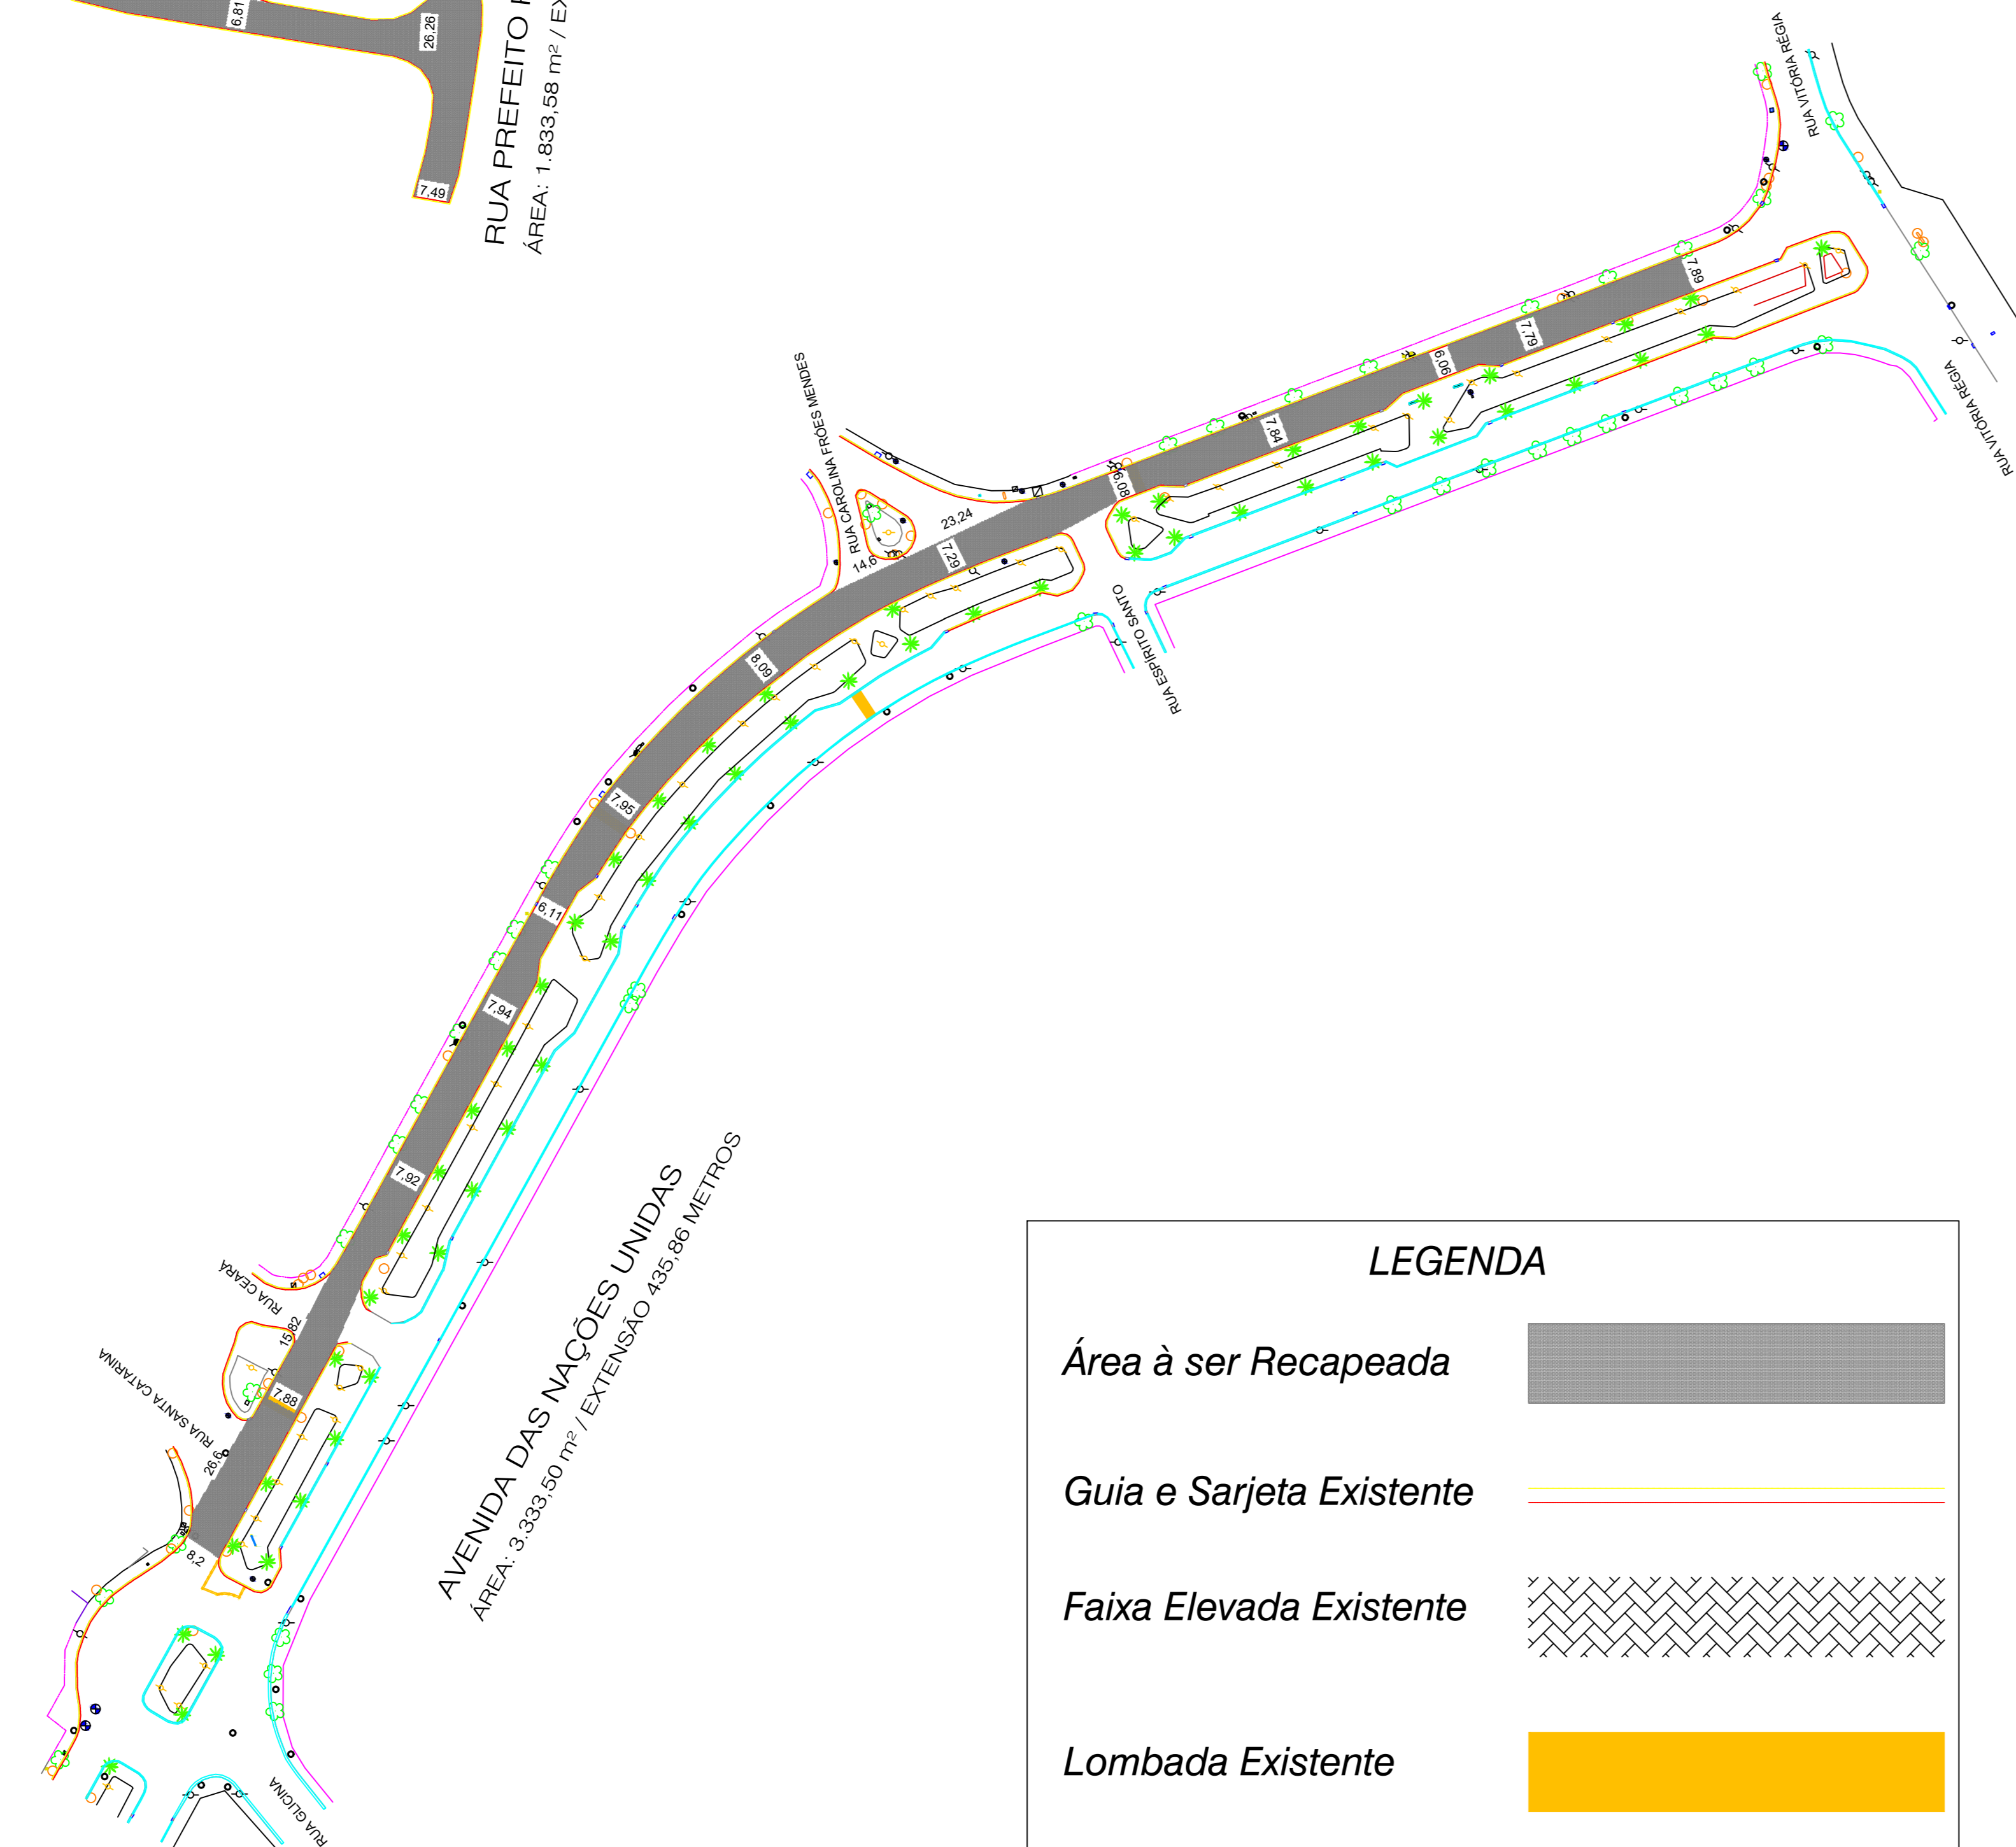 6,81
26,26
7,49
RUA PREFEITO
ÁREA: 1.833,58 m² /
RUA VITÓRIA RÉGIA
7,89
7,79
6,09
7,84
6,08
RUA VITÓRIA RÉGIA
RUA CAROLINA FRÓES MENDES
23,24
14,6
7,29
RUA ESPÍRITO SANTO
8,09
7,95
6,11
7,94
7,92
RUA CEARÁ
15,82
RUA SANTA CATARINA
7,88
26,6
8,2
AVENIDA DAS NAÇÕES UNIDAS
ÁREA: 3.333,50 m² / EXTENSÃO 435,86 METROS
RUA GLICINA
LEGENDA
Área à ser Recapeada
Guia e Sarjeta Existente
Faixa Elevada Existente
Lombada Existente